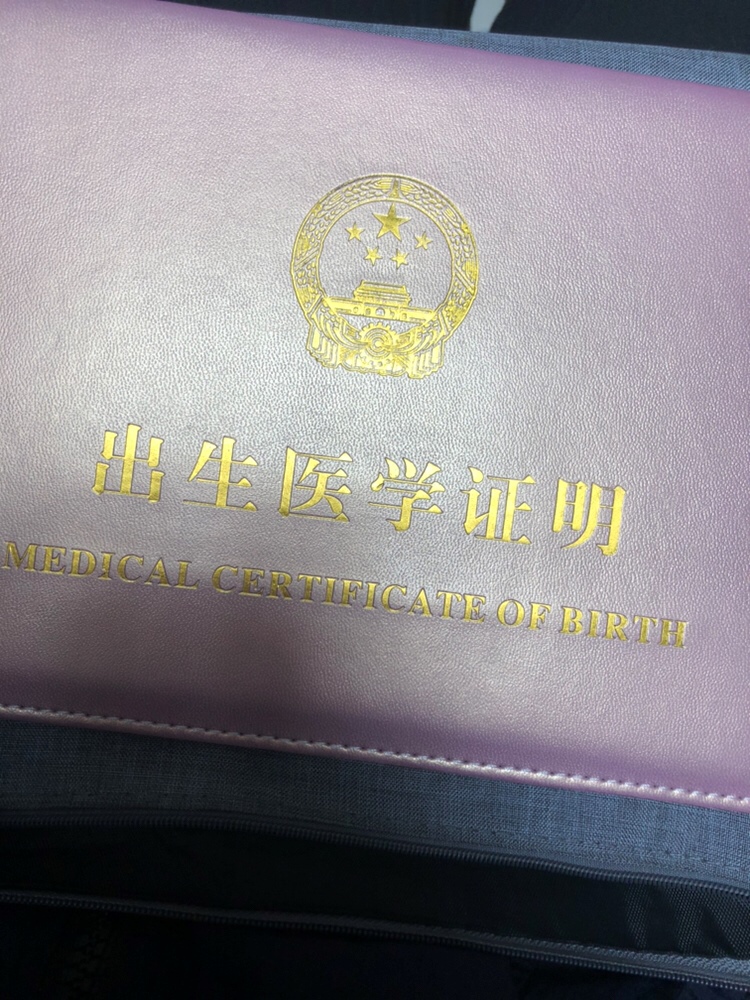 出生医学证明
MEDICAL CERTIFICATE OF BIRTH